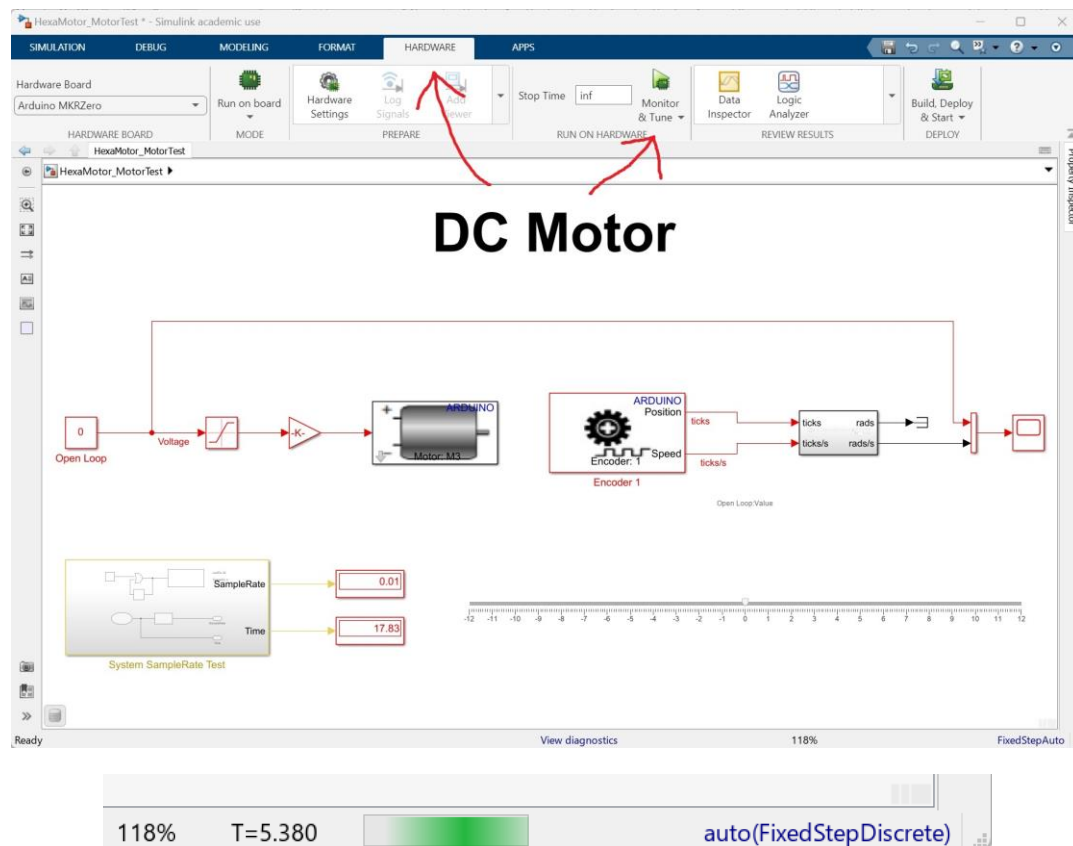 HexaMotor_MotorTest * - Simulink academic use
SIMULATION DEBUG MODELING FORMAT HARDWARE APPS
Hardware Board
Arduino MKRZero
HARDWARE BOARD
Run on board
MODE
Hardware
Settings
Log
Signals
Add
Viewer
PREPARE
Stop Time inf
Monitor
& Tune
RUN ON HARDWARE
Data
Inspector
Logic
Analyzer
REVIEW RESULTS
Build, Deploy
& Start
DEPLOY
HexaMotor_MotorTest
HexaMotor_MotorTest
Property Inspector
DC Motor
0
Open Loop
Voltage
-K-
ARDUINO
Motor: M3
ARDUINO
Position
Speed
Encoder: 1
Encoder 1
ticks
ticks/s
ticks rads
ticks/s rads/s
Open Loop:Value
SampleRate
Time
0.01
17.83
System SampleRate Test
-12 -11 -10 -9 -8 -7 -6 -5 -4 -3 -2 -1 0 1 2 3 4 5 6 7 8 9 10 11 12
Ready View diagnostics 118% FixedStepAuto
118% T=5.380 auto(FixedStepDiscrete)